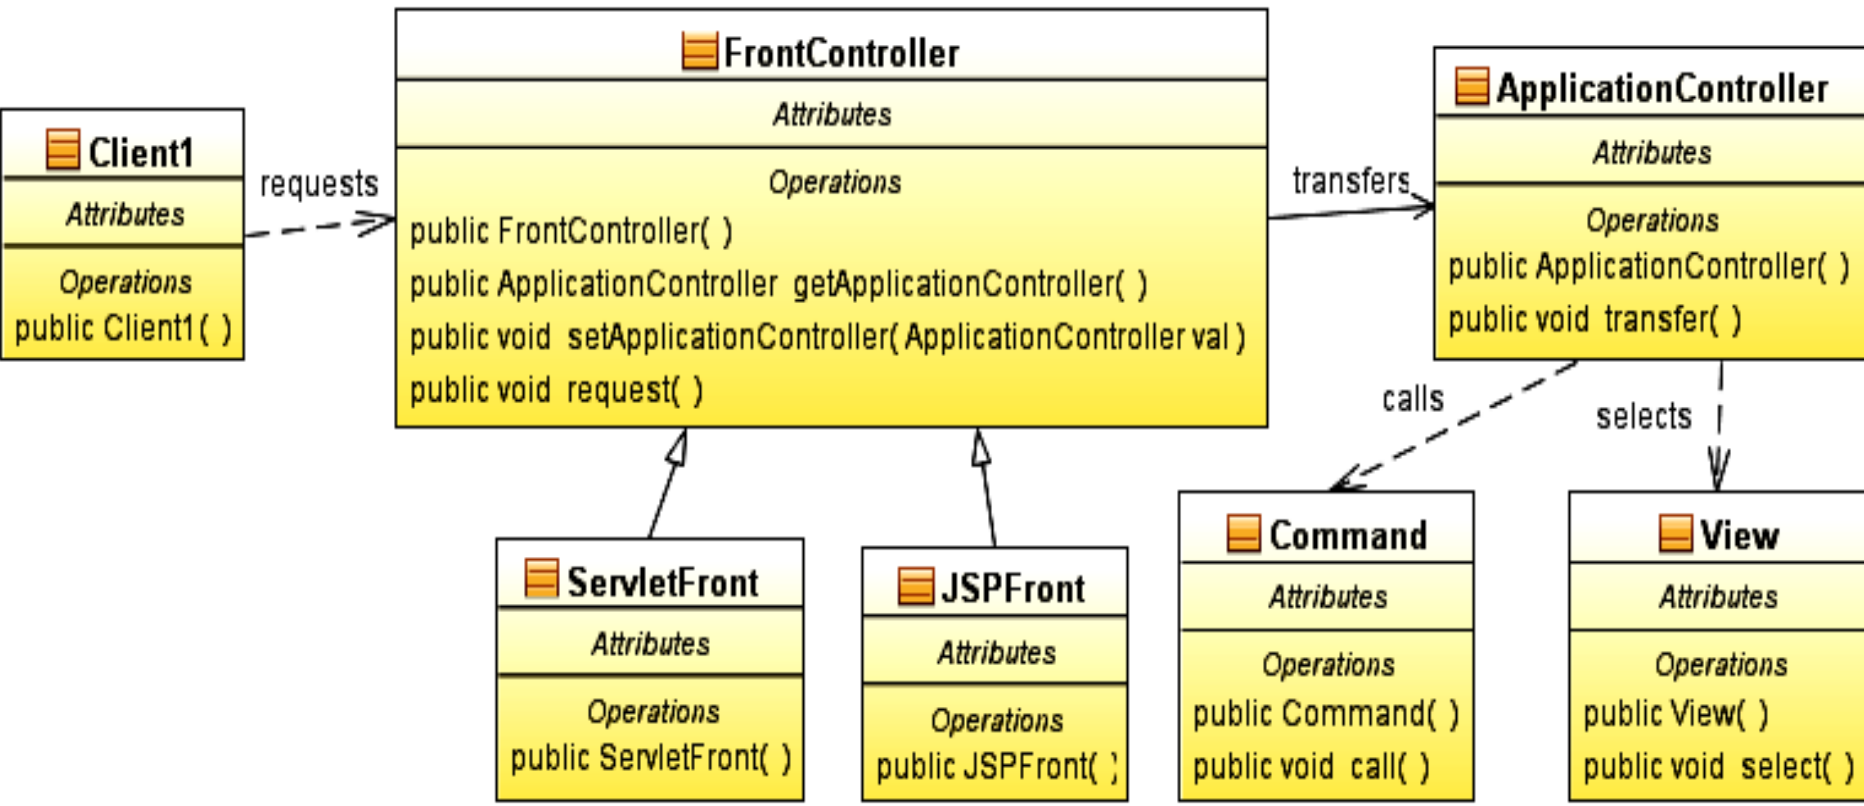 FrontController
Attributes
Operations
public FrontController( )
public ApplicationController getApplicationController( )
public void setApplicationController( ApplicationController val )
public void request( )
Client1
Attributes
Operations
public Client1( )
requests
transfers
ApplicationController
Attributes
Operations
public ApplicationController( )
public void transfer( )
calls
selects
ServletFront
Attributes
Operations
public ServletFront( )
JSPFront
Attributes
Operations
public JSPFront( )
Command
Attributes
Operations
public Command( )
public void call( )
View
Attributes
Operations
public View( )
public void select( )